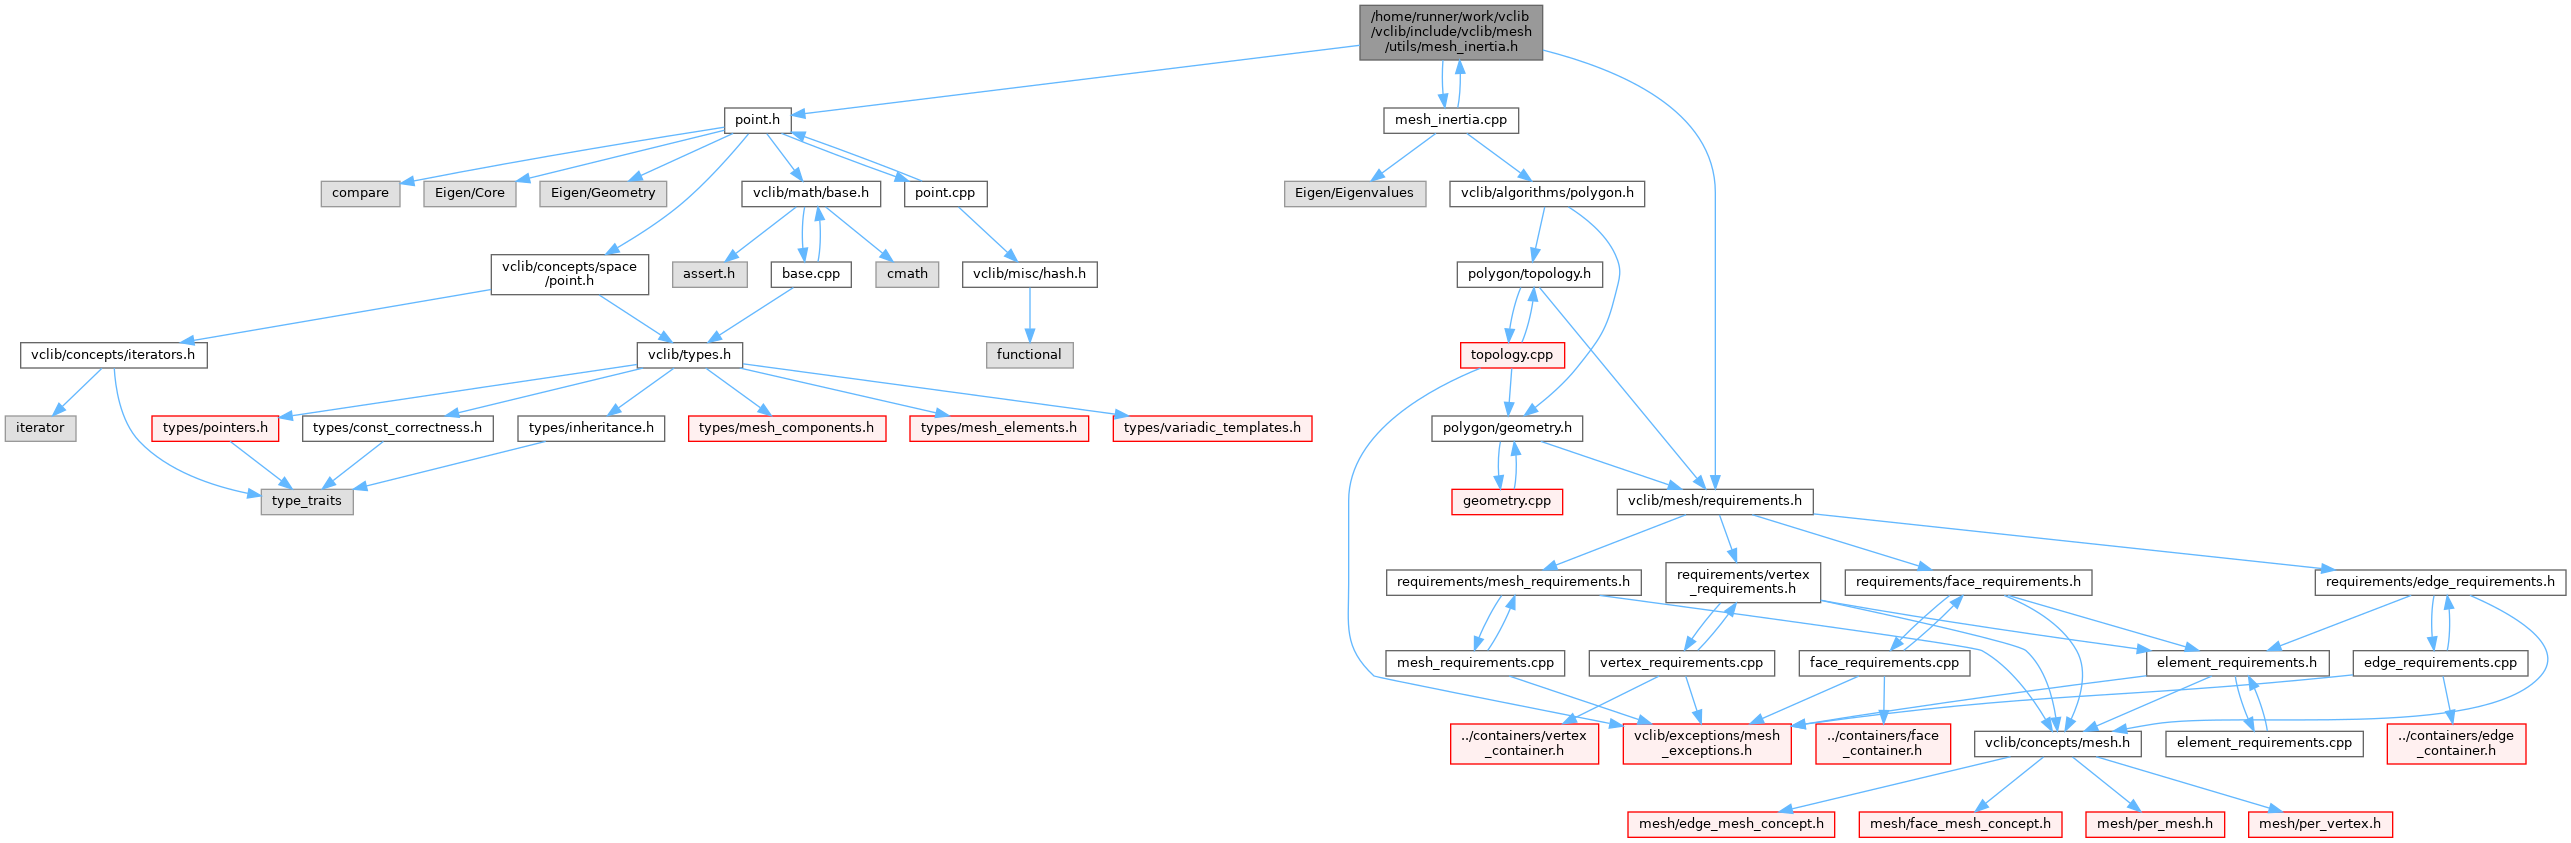 /home/runner/work/vclib
/vclib/include/vclib/mesh
/utils/mesh_inertia.h
point.h
mesh_inertia.cpp
compare
Eigen/Core
Eigen/Geometry
vclib/math/base.h
point.cpp
Eigen/Eigenvalues
vclib/algorithms/polygon.h
vclib/concepts/space
/point.h
assert.h
base.cpp
cmath
vclib/misc/hash.h
polygon/topology.h
vclib/concepts/iterators.h
vclib/types.h
functional
topology.cpp
iterator
types/pointers.h
types/const_correctness.h
types/inheritance.h
types/mesh_components.h
types/mesh_elements.h
types/variadic_templates.h
polygon/geometry.h
type_traits
geometry.cpp
vclib/mesh/requirements.h
requirements/mesh_requirements.h
requirements/vertex
_requirements.h
requirements/face_requirements.h
requirements/edge_requirements.h
mesh_requirements.cpp
vertex_requirements.cpp
face_requirements.cpp
element_requirements.h
edge_requirements.cpp
../containers/vertex
_container.h
vclib/exceptions/mesh
_exceptions.h
../containers/face
_container.h
vclib/concepts/mesh.h
element_requirements.cpp
../containers/edge
_container.h
mesh/edge_mesh_concept.h
mesh/face_mesh_concept.h
mesh/per_mesh.h
mesh/per_vertex.h